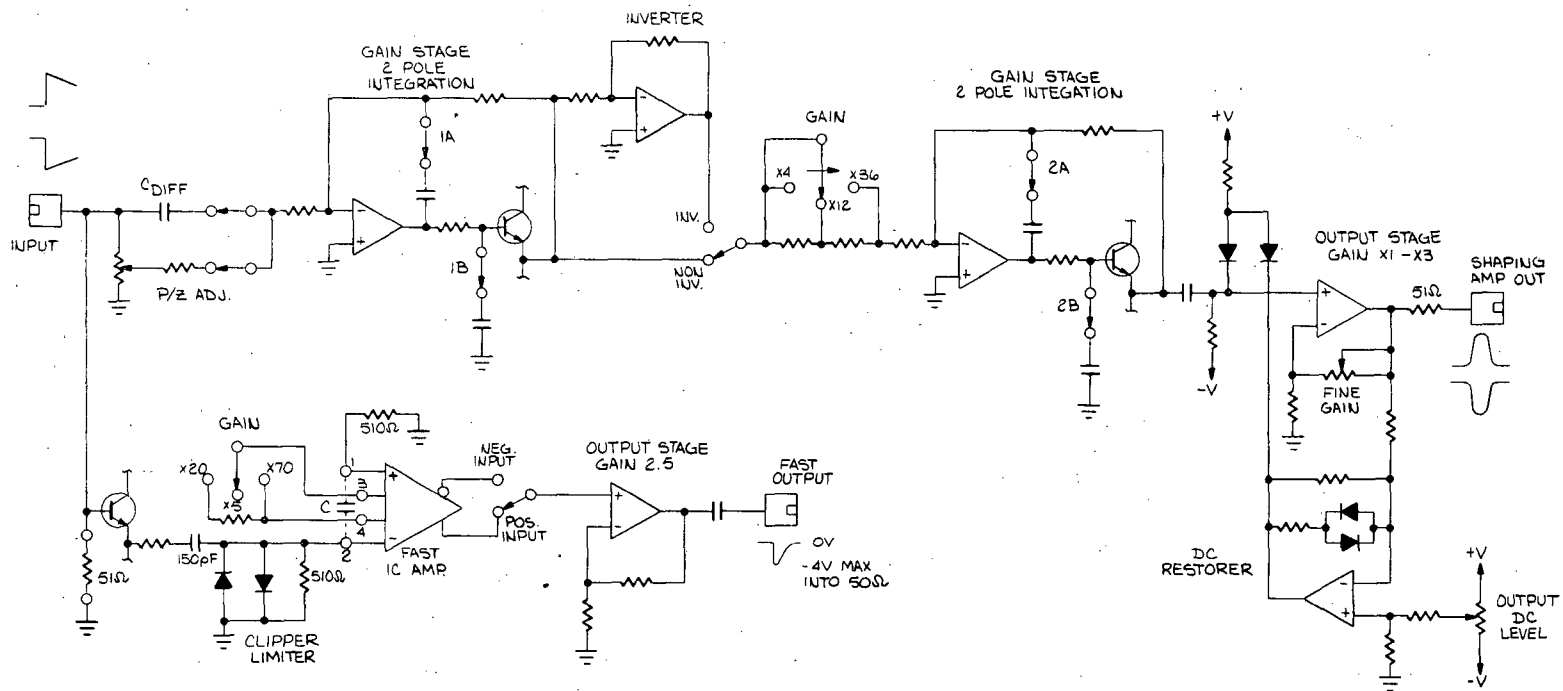 INVERTER
GAIN STAGE
2 POLE
INTEGRATION
GAIN STAGE
2 POLE INTEGATION
1A
GAIN
+V
2A
X4
X36
X12
CDIFF
INPUT
P/Z ADJ.
1B
INV.
NON
INV.
2B
OUTPUT STAGE
GAIN X1-X3
SHAPING
AMP OUT
51Ω
-V
FINE
GAIN
GAIN
510Ω
NEG.
INPUT
OUTPUT STAGE
GAIN 2.5
FAST
OUTPUT
X20
X5
X70
1
3
C
4
2
POS.
INPUT
FAST
IC AMP.
150pF
51Ω
510Ω
CLIPPER
LIMITER
0V
-4V MAX
INTO 50Ω
DC
RESTORER
+V
OUTPUT
DC
LEVEL
-V